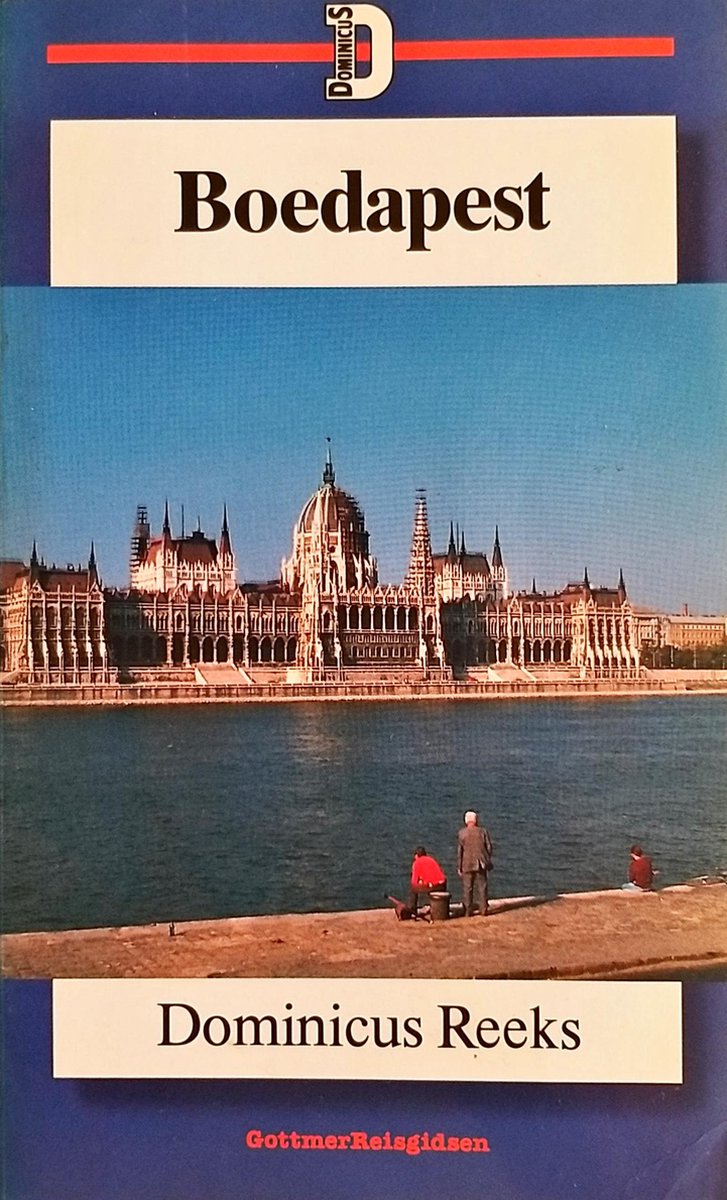 DOMINICUS
D
Boedapest
Dominicus Reeks
GottmerReisgidsen